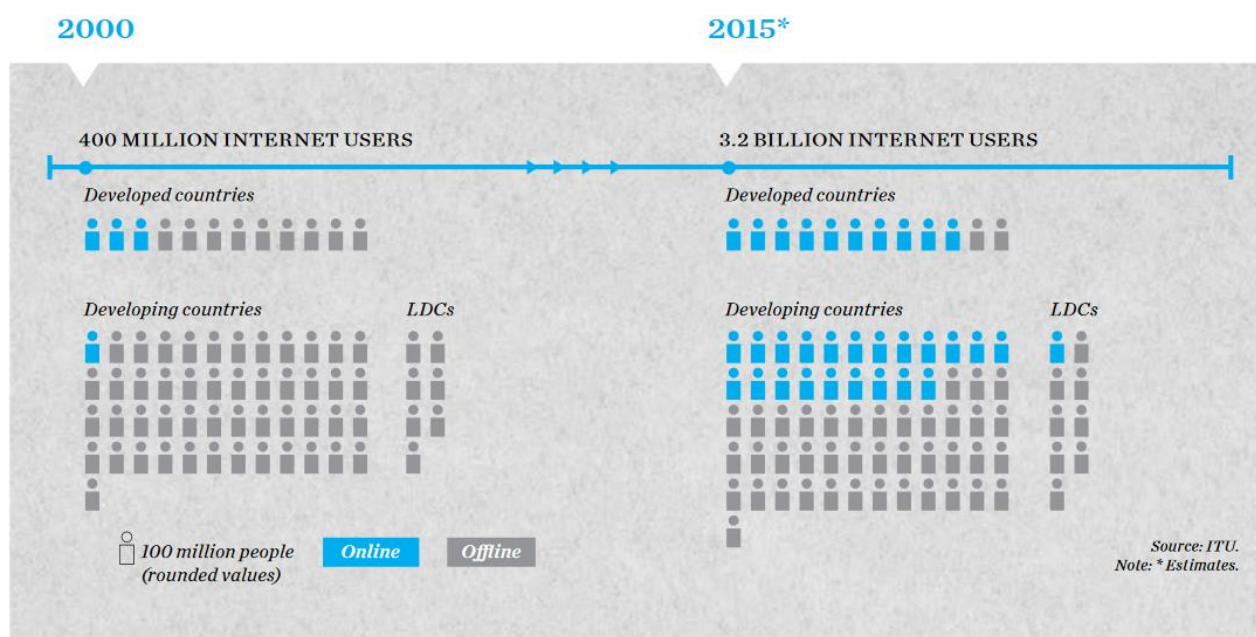 2000
2015*
400 MILLION INTERNET USERS
3.2 BILLION INTERNET USERS
Developed countries
Developed countries
Developing countries
LDCs
Developing countries
LDCs
100 million people
(rounded values)
Online
Offline
Source: ITU.
Note: * Estimates.